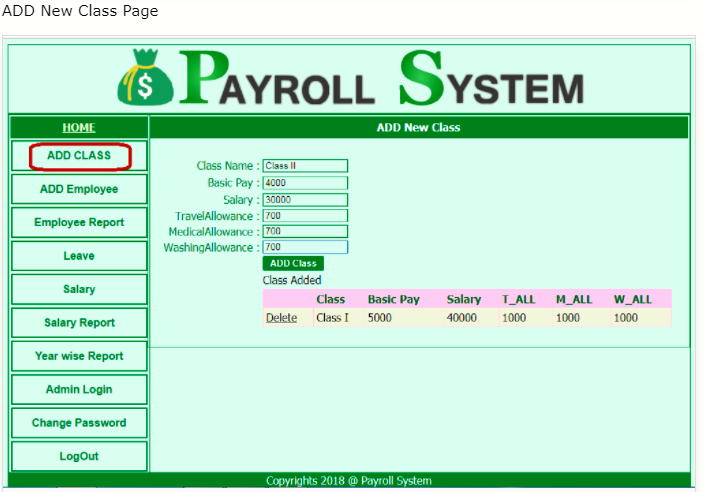 ADD New Class Page
$ PAYROLL SYSTEM
HOME
ADD New Class
ADD CLASS
ADD Employee
Employee Report
Leave
Salary
Salary Report
Year wise Report
Admin Login
Change Password
LogOut
Class Name : Class II
Basic Pay : 4000
Salary : 30000
TravelAllowance : 700
MedicalAllowance : 700
WashingAllowance : 700
ADD Class
Class Added
Class Basic Pay Salary T_ALL M_ALL W_ALL
Delete Class I 5000 40000 1000 1000 1000
Copyrights 2018 @ Payroll System